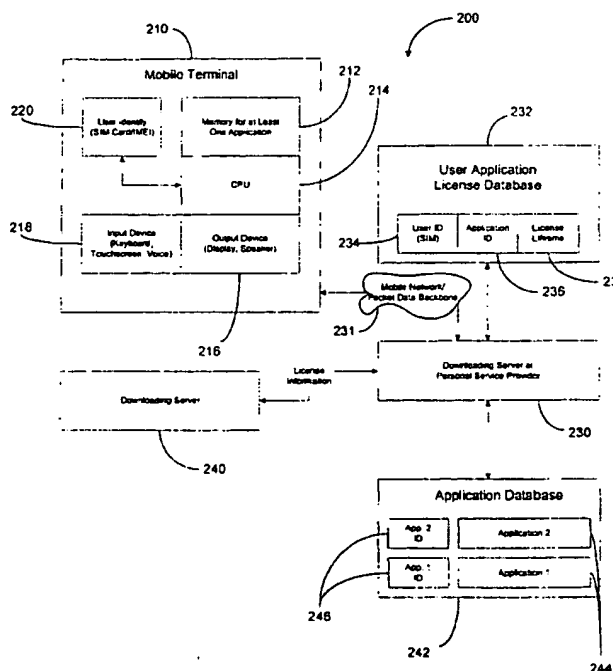 200
210
Mobile Terminal
212
214
220
User Identity
(SIM Card/IMEI)
Memory for at Least
One Application
CPU
218
Input Device
(Keyboard,
Touchscreen, Voice)
Output Device
(Display, Speaker)
216
232
User Application
License Database
234
User ID
(SIM)
Application
ID
License
Lifetime
236
23
Mobile Network/
Packet Data Backbone
231
License
Information
Downloading Server
240
Downloading Server at
Personal Service Provider
230
Application Database
App. 2
ID
Application 2
App. 1
ID
Application 1
246
242
244